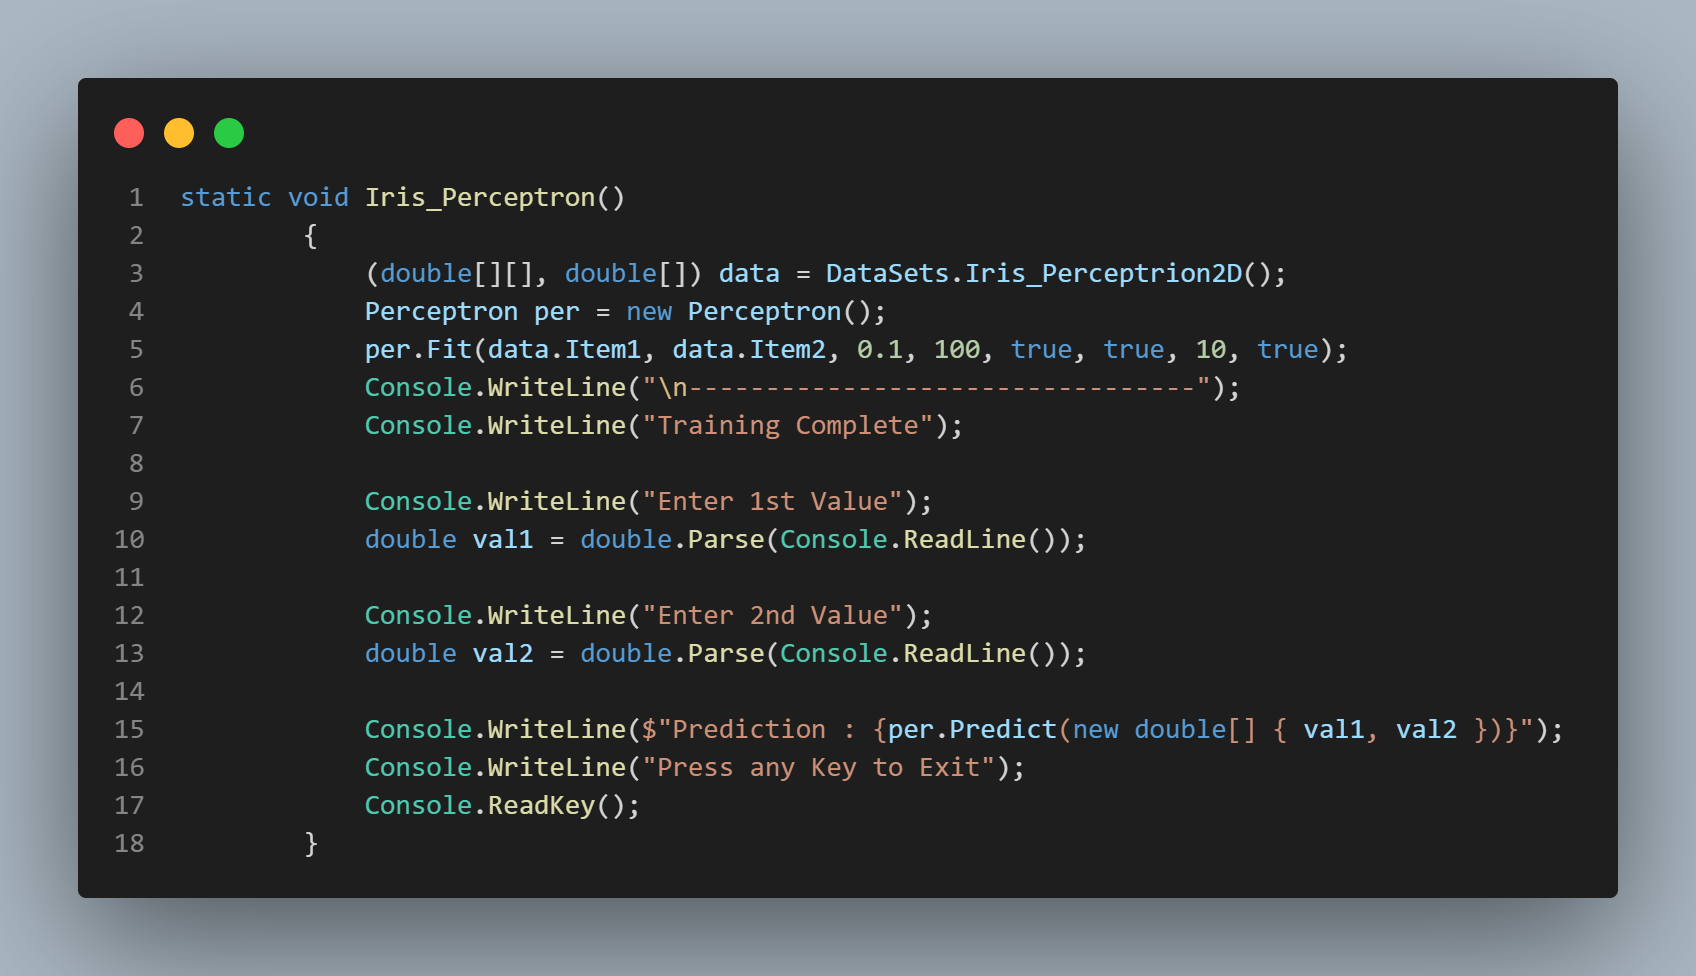 1 static void Iris_Perceptron()
2 {
3 (double[][], double[]) data = DataSets.Iris_Perceptrion2D();
4 Perceptron per = new Perceptron();
5 per.Fit(data.Item1, data.Item2, 0.1, 100, true, true, 10, true);
6 Console.WriteLine("\n---------------------------------");
7 Console.WriteLine("Training Complete");
8
9 Console.WriteLine("Enter 1st Value");
10 double val1 = double.Parse(Console.ReadLine());
11
12 Console.WriteLine("Enter 2nd Value");
13 double val2 = double.Parse(Console.ReadLine());
14
15 Console.WriteLine($"Prediction : {per.Predict(new double[] { val1, val2 })}");
16 Console.WriteLine("Press any Key to Exit");
17 Console.ReadKey();
18 }